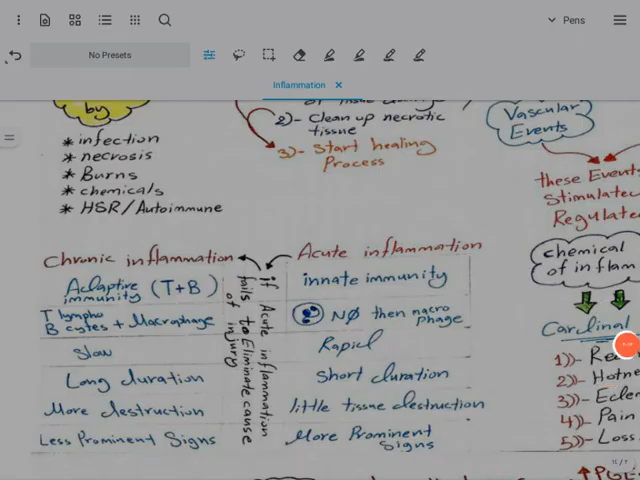 Pens
No Presets
Inflammation
by
* infection
* necrosis
* Burns
* chemicals
* HSR/Autoimmune
2)- Clean up necrotic
tissue
3)- Start healing
Process
Vascular
Events
these Events
Stimulated
Regulated
chemical
of inflam
Cardinal
1))- Re
2))- Hotne
3))- Eder
4))- Pain
5))- Loss
Chronic inflammation
Acute inflammation
if Acute inflammation
fails to Eliminate cause
of injury
Adaptive (T+B)
immunity
innate immunity
T lympho
B cytes + Macrophage
NØ then macro
phage
Slow
Rapid
Long duration
Short duration
More destruction
little tissue destruction
Less Prominent Signs
More Prominent
Signs